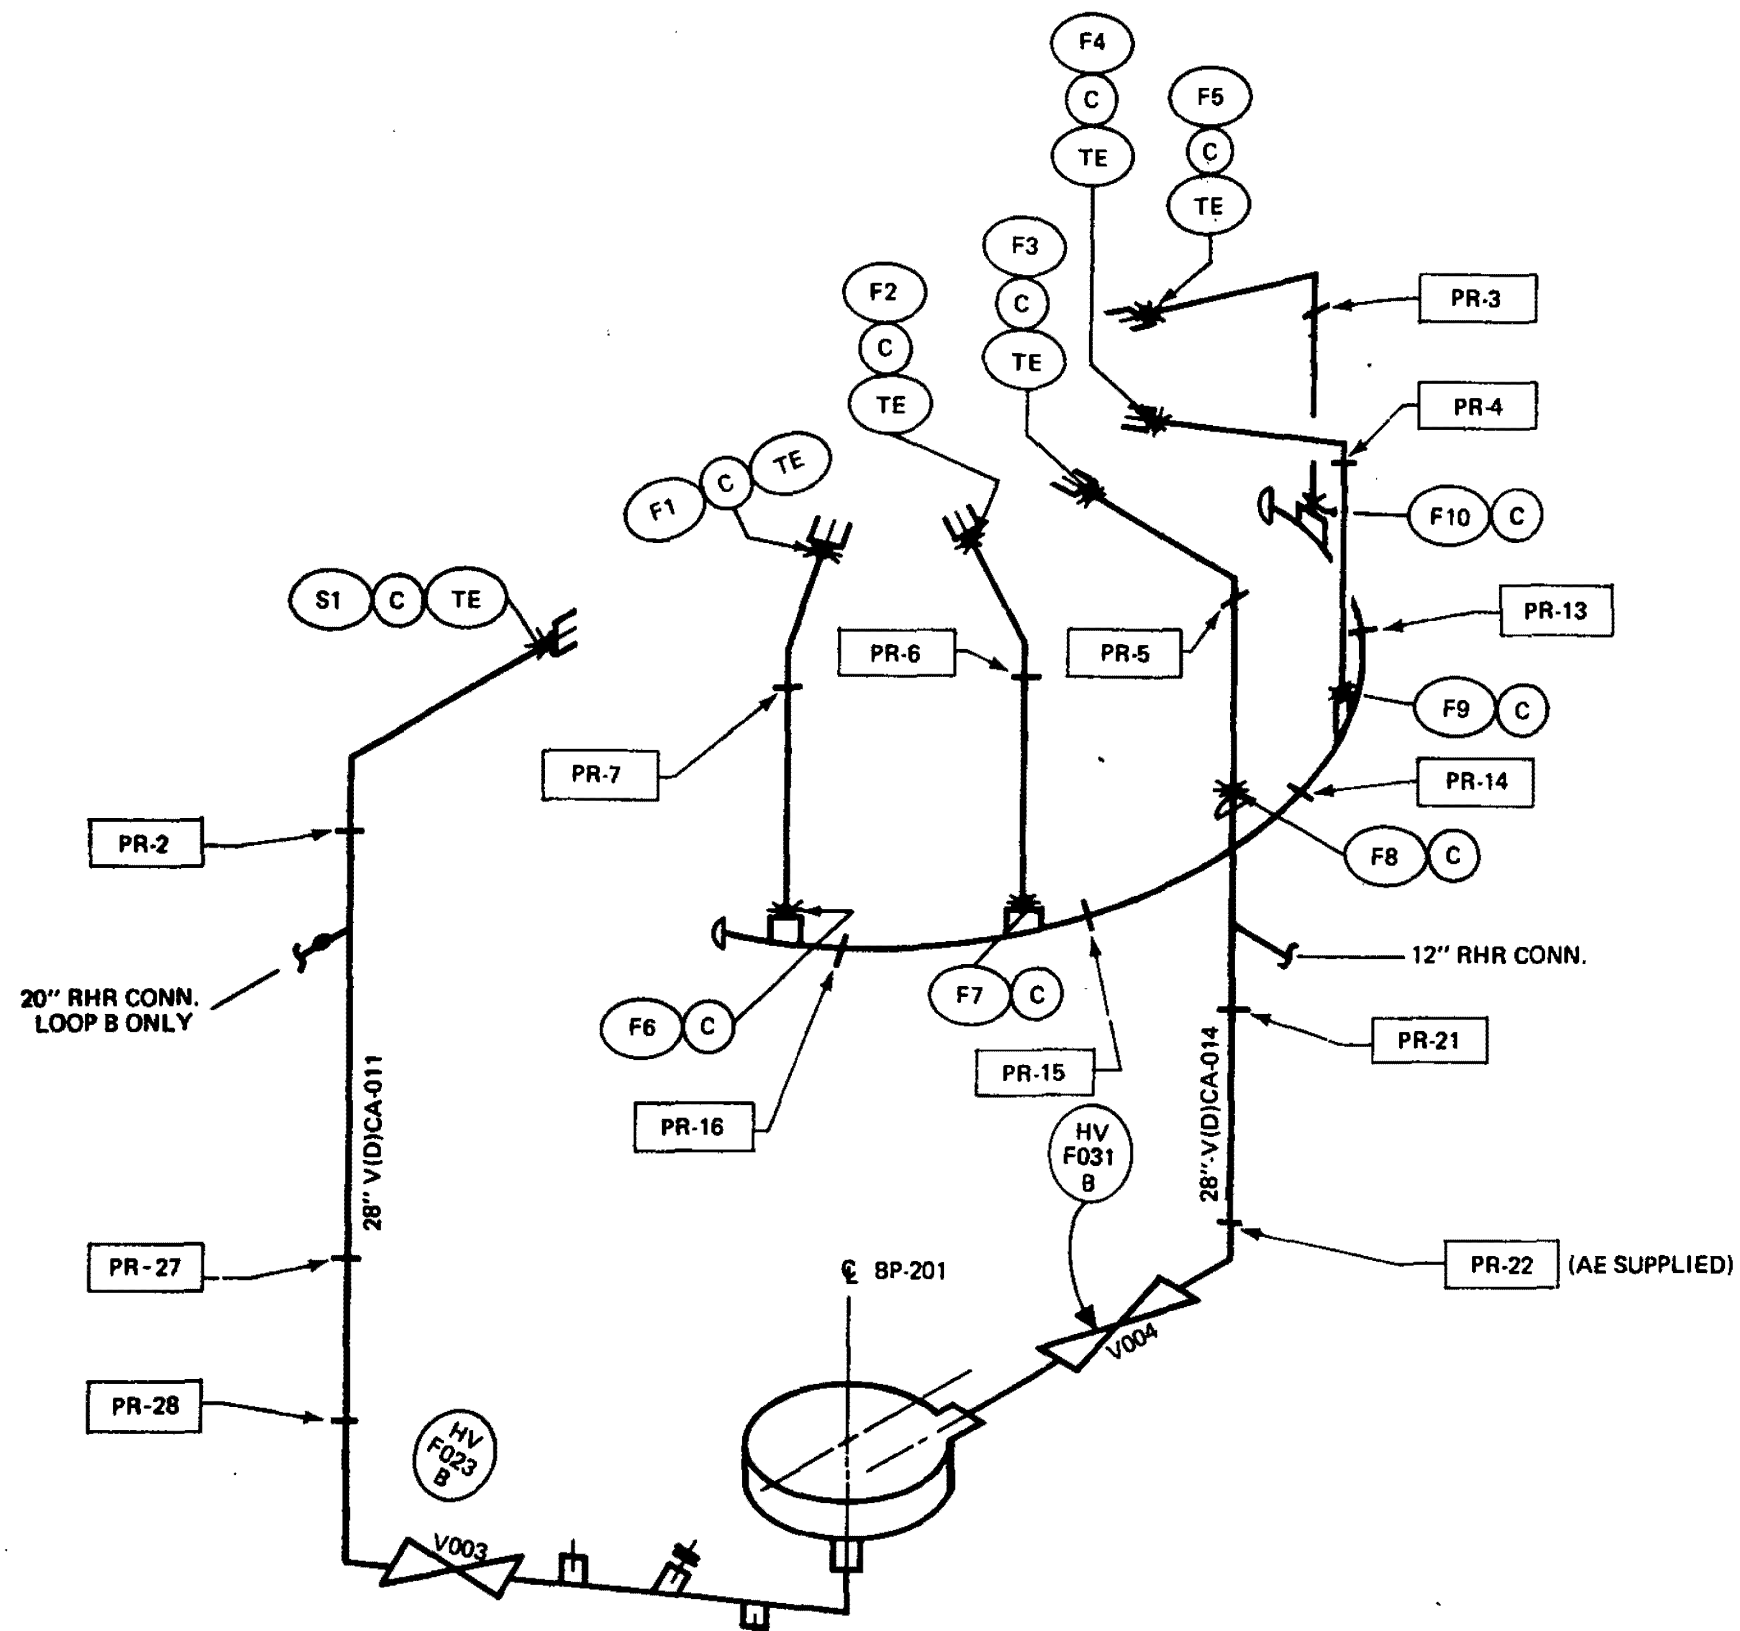 F4
C
TE
F5
C
TE
F3
C
TE
F2
C
TE
F1
C
TE
S1
C
TE
PR-3
PR-4
F10
C
PR-13
PR-6
PR-5
F9
C
PR-7
PR-14
PR-2
F8
C
20" RHR CONN.
LOOP B ONLY
12" RHR CONN.
F7
C
F6
C
PR-21
PR-15
PR-16
28" V(D)CA-011
28"-V(D)CA-014
HV
F031
B
PR-27
PR-22
(AE SUPPLIED)
℄ BP-201
V004
PR-28
HV
F023
B
V003